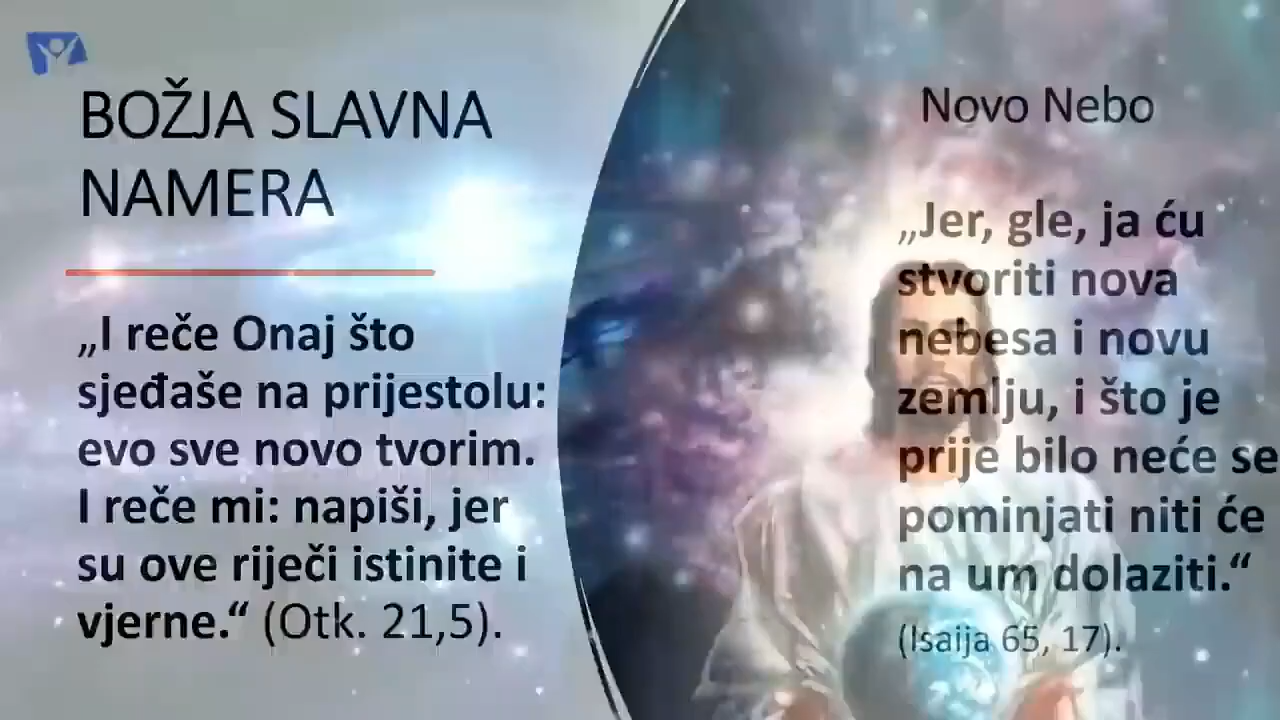 BOŽJA SLAVNA
NAMERA
„I reče Onaj što
sjeđaše na prijestolu:
evo sve novo tvorim.
I reče mi: napiši, jer
su ove riječi istinite i
vjerne.“ (Otk. 21,5).
Novo Nebo
„Jer, gle, ja ću
stvoriti nova
nebesa i novu
zemlju, i što je
prije bilo neće se
pominjati niti će
na um dolaziti.“
(Isaija 65, 17).